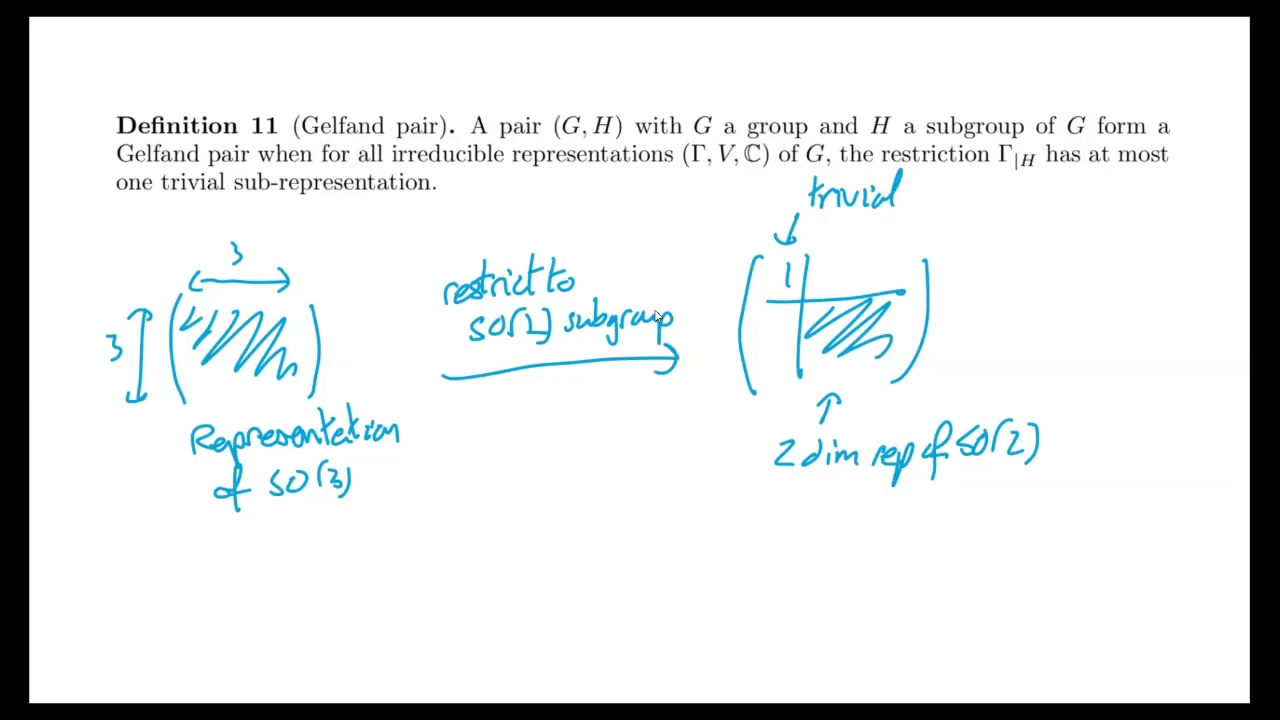 Definition 11 (Gelfand pair). A pair (G, H) with G a group and H a subgroup of G form a
Gelfand pair when for all irreducible representations (Γ, V, ℂ) of G, the restriction Γ|H has at most
one trivial sub-representation.
trivial
3
restrict to
SO(2) subgroup
1
3
Representation
of SO(3)
2 dim rep of SO(2)